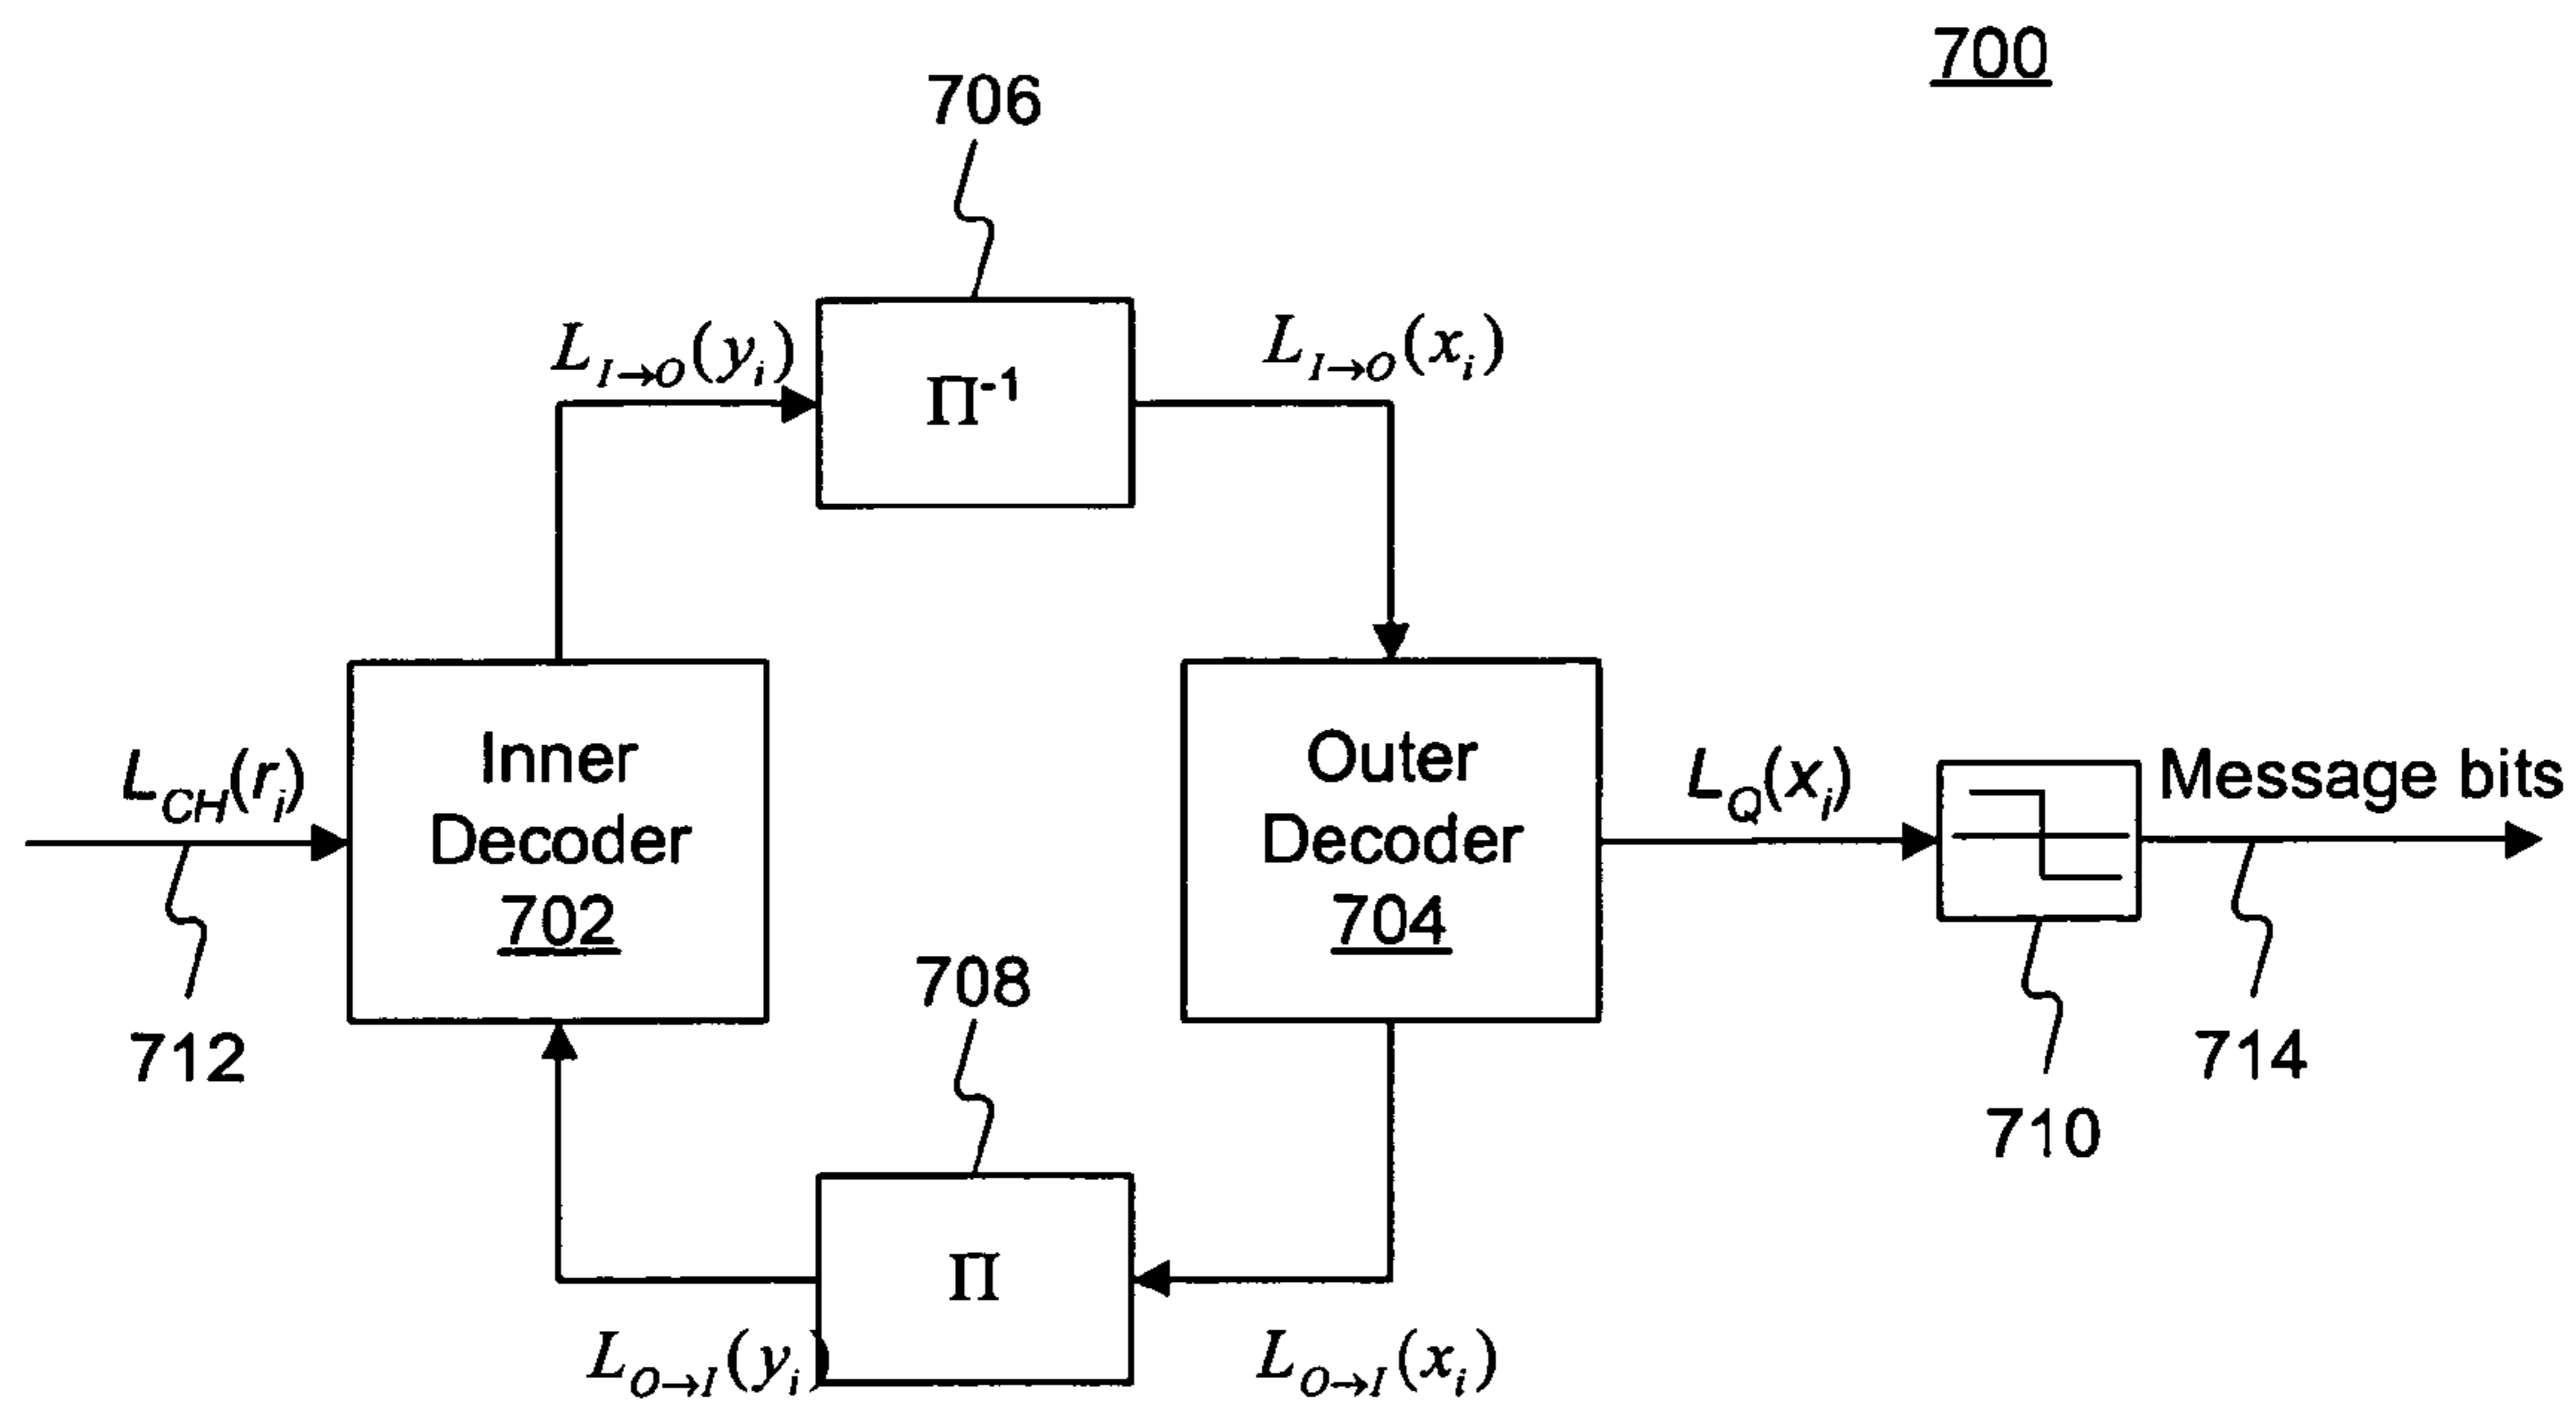 700
706
L_{I→O}(y_i)
L_{I→O}(x_i)
Π^{-1}
L_{CH}(r_i)
Inner
Decoder
702
Outer
Decoder
704
L_Q(x_i)
Message bits
712
708
710
714
Π
L_{O→I}(y_i)
L_{O→I}(x_i)